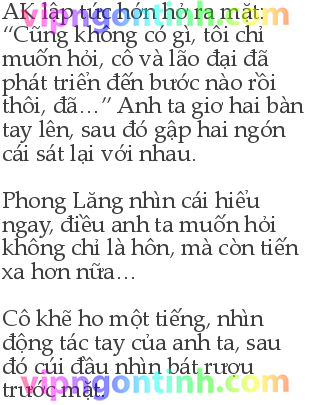 AK lập tức hớn hở ra mặt:
“Cũng không có gì, tôi chỉ
muốn hỏi, cô và lão đại đã
phát triển đến bước nào rồi
thôi, đã…” Anh ta giơ hai bàn
tay lên, sau đó gập hai ngón
cái sát lại với nhau.
Phong Lăng nhìn cái hiểu
ngay, điều anh ta muốn hỏi
không chỉ là hôn, mà còn tiến
xa hơn nữa…
Cô khẽ ho một tiếng, nhìn
động tác tay của anh ta, sau
đó cúi đầu nhìn bát rượu
trước mặt.
vipngontinh.com
vipngontinh.com
vipngontinh.com